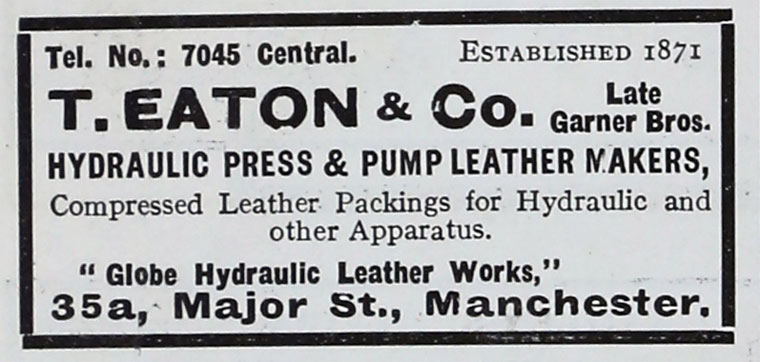 Tel. No.: 7045 Central. ESTABLISHED 1871
T. EATON & Co. Late Garner Bros.
HYDRAULIC PRESS & PUMP LEATHER MAKERS,
Compressed Leather Packings for Hydraulic and
other Apparatus.
"Globe Hydraulic Leather Works,"
35a, Major St., Manchester.